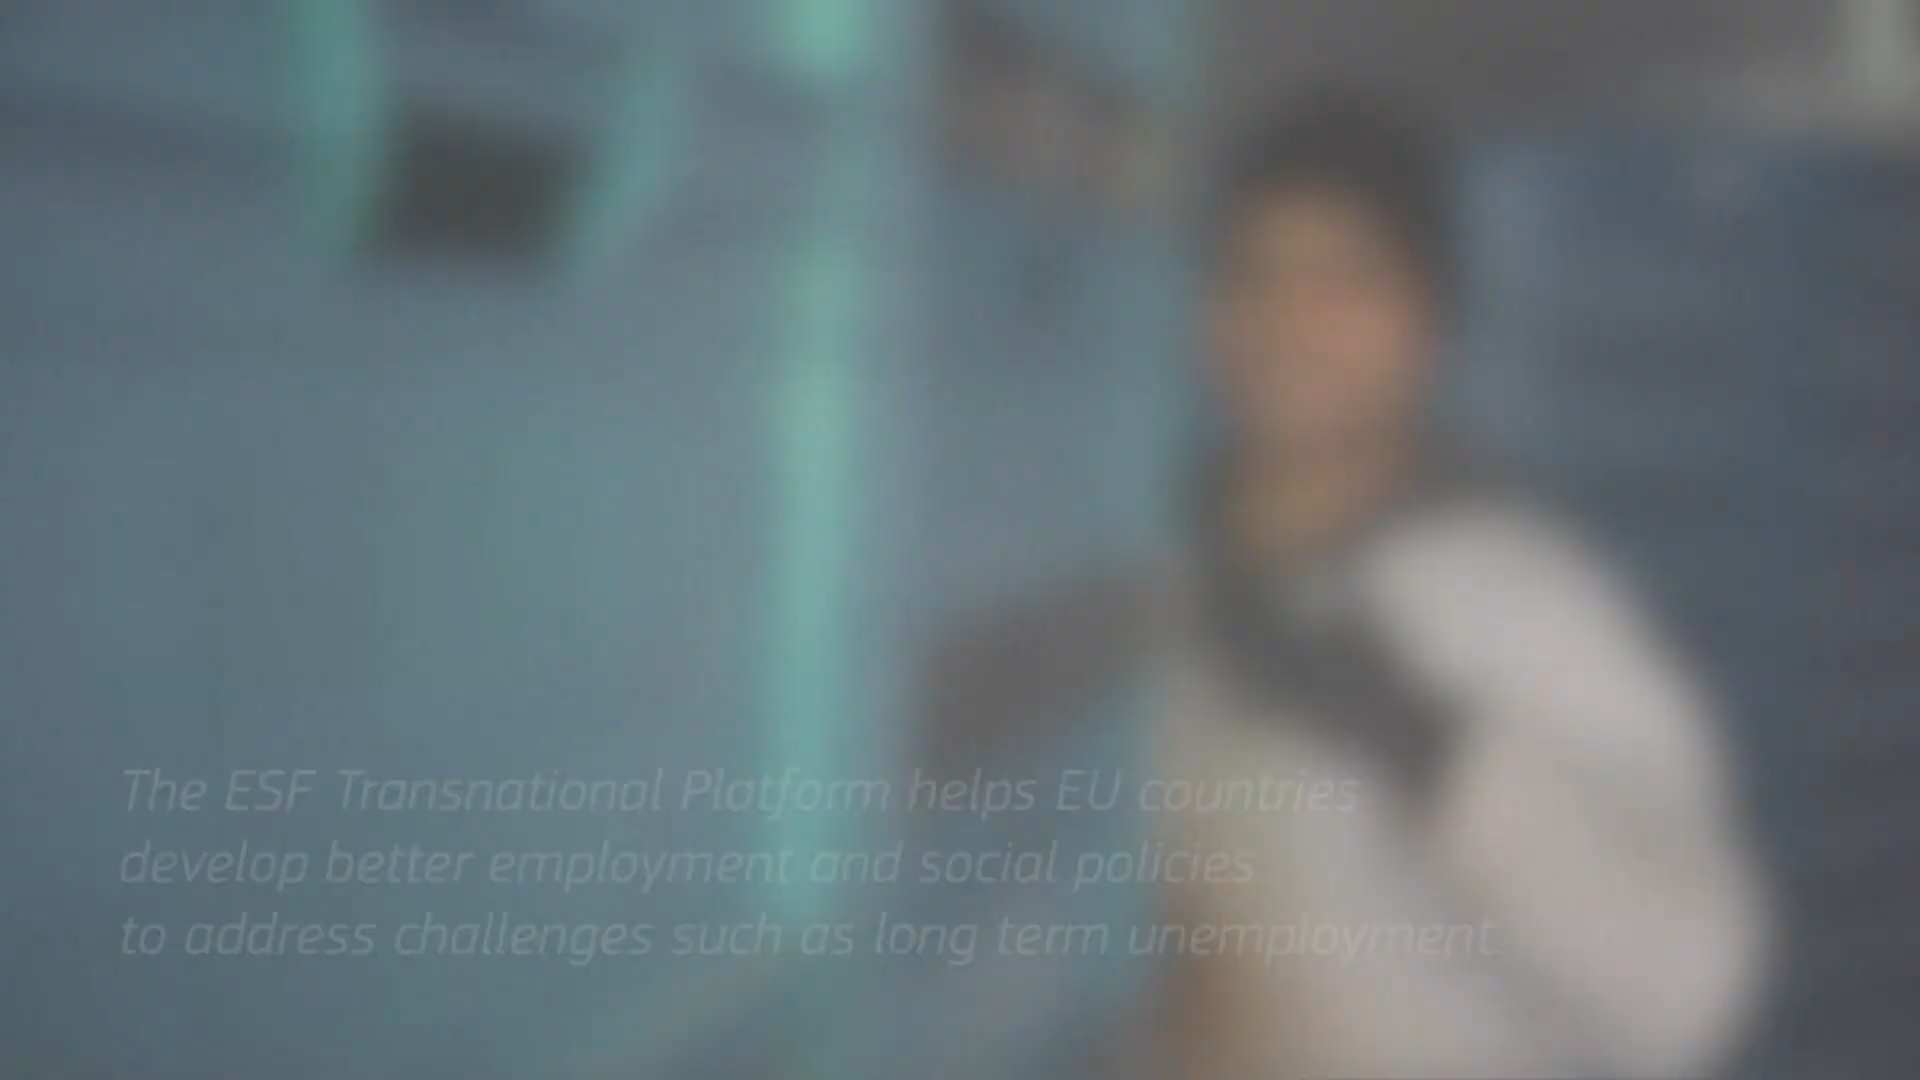 The ESF Transnational Platform helps EU countries
develop better employment and social policies
to address challenges such as long term unemployment